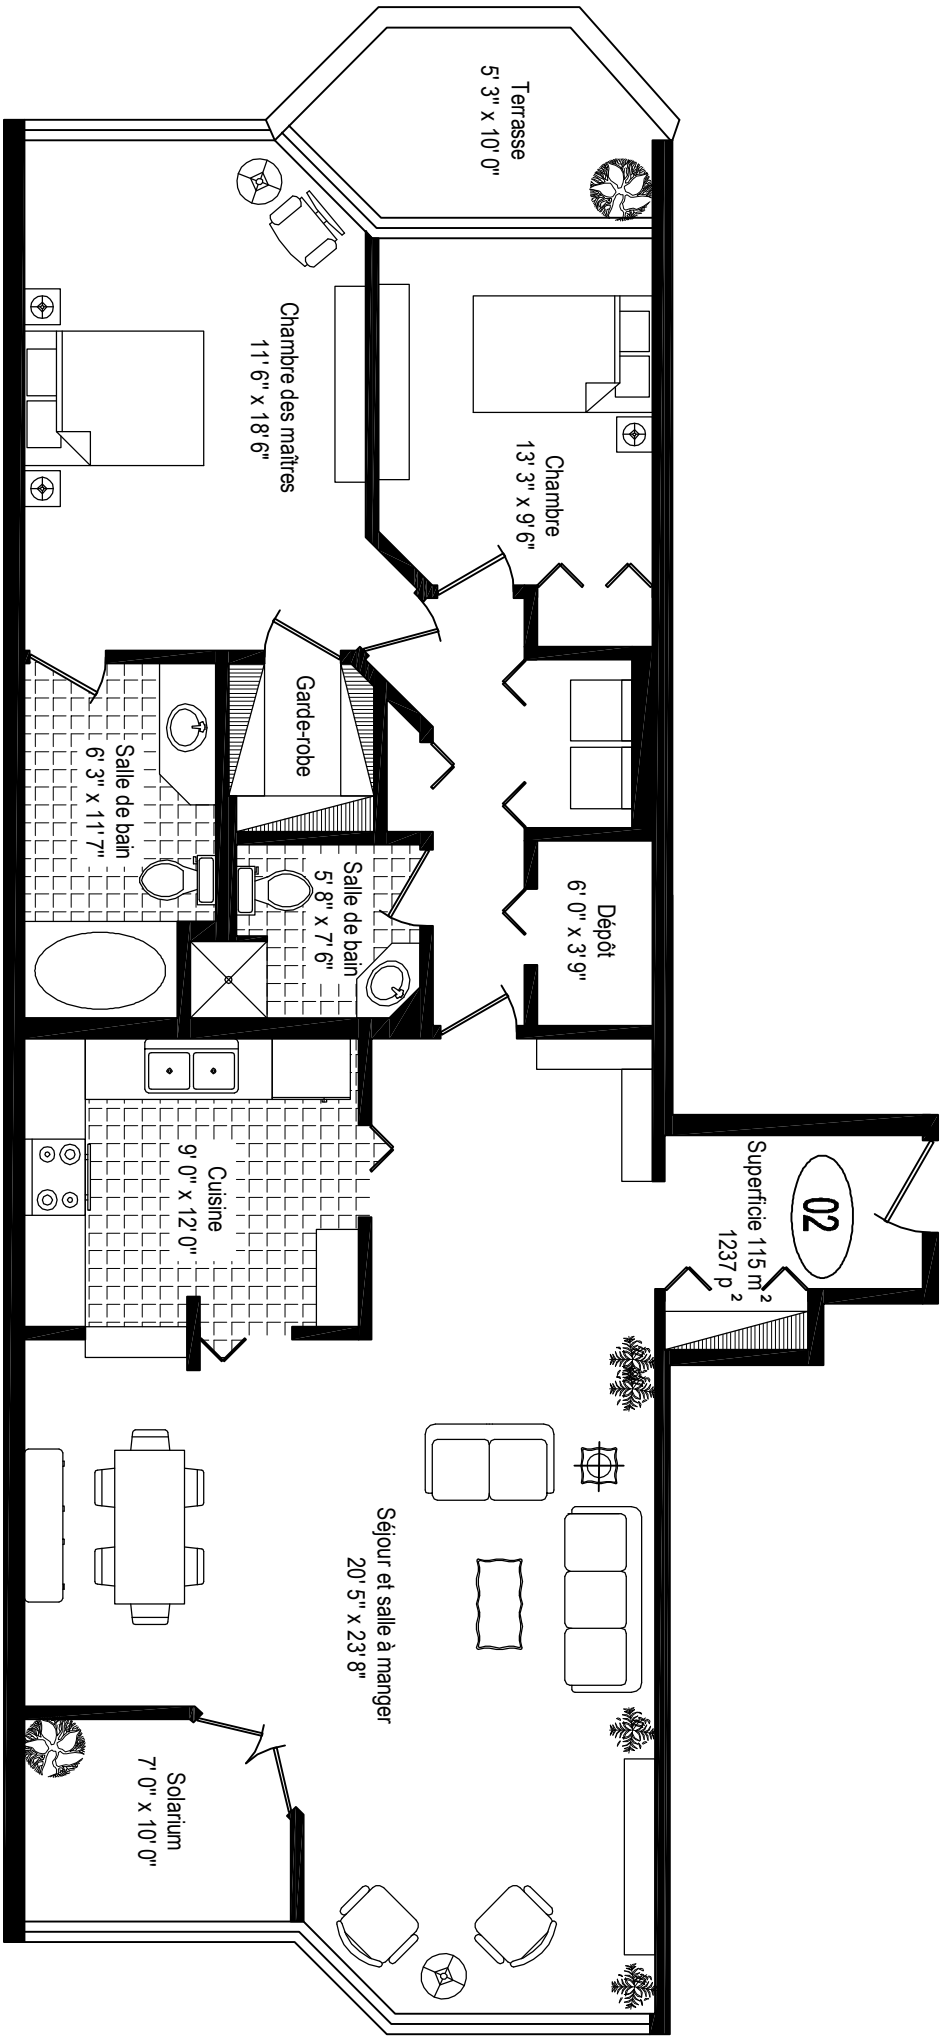 Terrasse
5' 3" x 10' 0"
Chambre des maîtres
11' 6" x 18'6"
Chambre
13' 3" x 9'6"
Garde-robe
Salle de bain
6' 3" x 11' 7"
Salle de bain
5' 8" x 7' 6"
Dépôt
6' 0" x 3' 9"
Cuisine
9' 0" x 12' 0"
02
Superficie 115 m²
1237 p²
Séjour et salle à manger
20' 5" x 23'8"
Solarium
7' 0" x 10' 0"